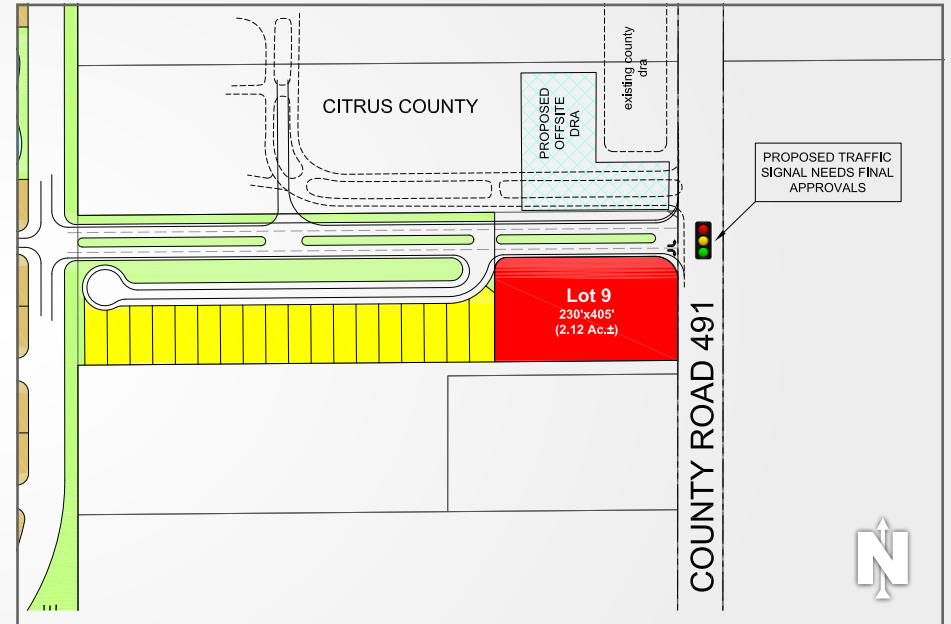 existing county
dra
CITRUS COUNTY
PROPOSED
OFFSITE
DRA
PROPOSED TRAFFIC
SIGNAL NEEDS FINAL
APPROVALS
Lot 9
230'x405'
(2.12 Ac.±)
COUNTY ROAD 491
N